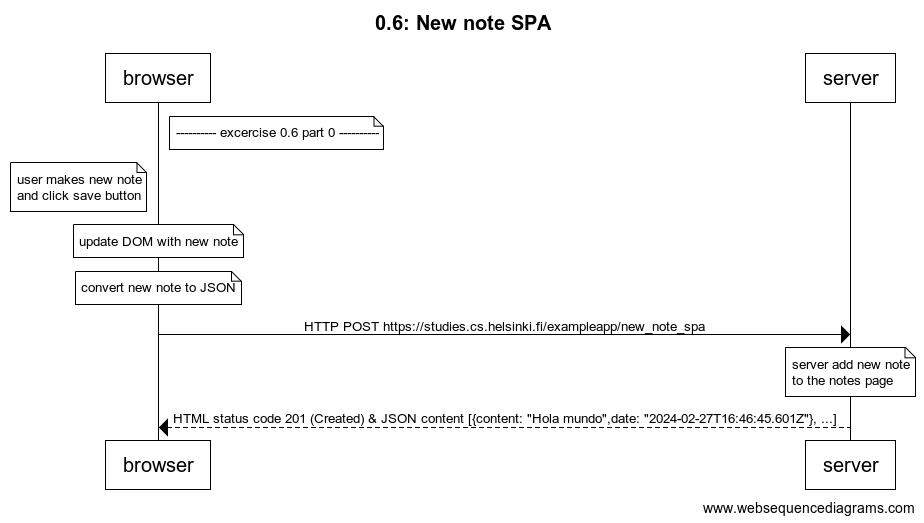 0.6: New note SPA
browser
server
---------- excercise 0.6 part 0 ----------
user makes new note
and click save button
update DOM with new note
convert new note to JSON
HTTP POST https://studies.cs.helsinki.fi/exampleapp/new_note_spa
server add new note
to the notes page
HTML status code 201 (Created) & JSON content [{content: "Hola mundo",date: "2024-02-27T16:46:45.601Z"}, ...]
browser
server
www.websequencediagrams.com